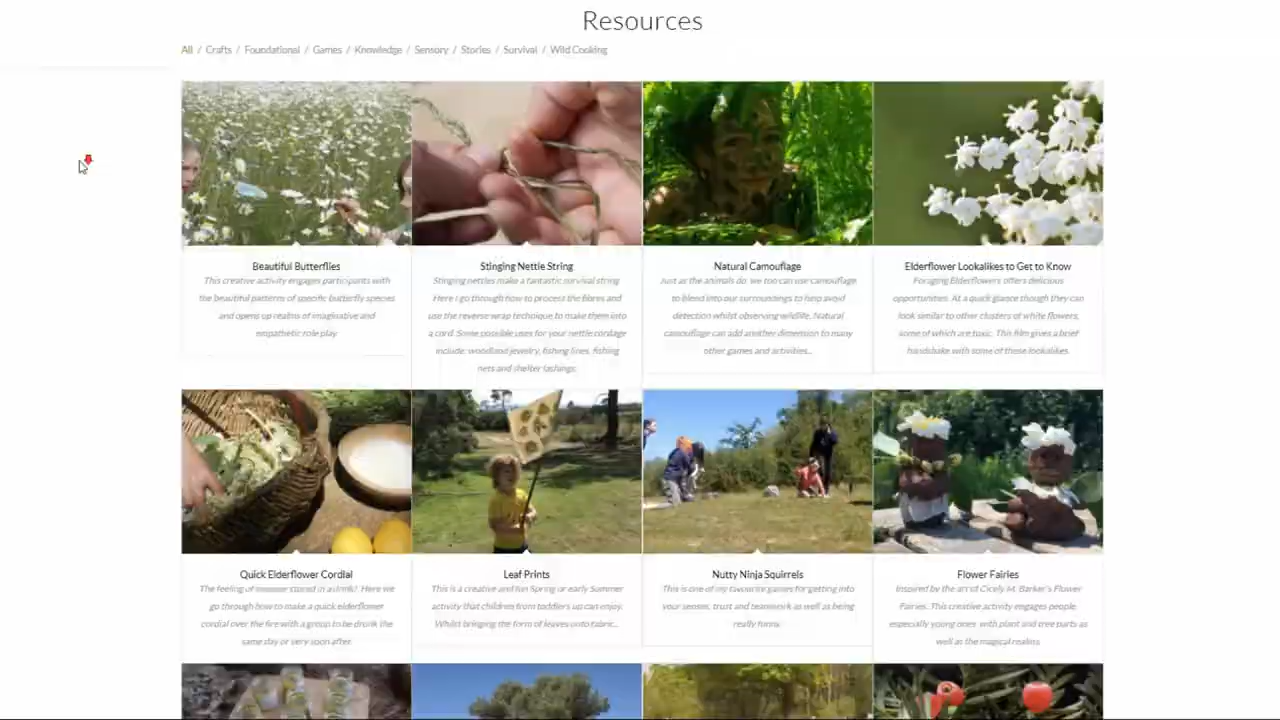 Resources
All / Crafts / Foundational / Games / Knowledge / Sensory / Stories / Survival / Wild Cooking
Beautiful Butterflies
This creative activity engages participants with
the beautiful patterns of specific butterfly species
and opens up realms of imaginative and
empathetic role play.
Stinging Nettle String
Stinging nettles make a fantastic survival string
Here I go through how to process the fibres and
use the reverse wrap technique to make them into
a cord. Some possible uses for your nettle cordage
include: woodland jewelry, fishing lines, fishing
nets and shelter lashings.
Natural Camouflage
Just as the animals do, we too can use camouflage
to blend into our surroundings to help avoid
detection whilst observing wildlife. Natural
camouflage can add another dimension to many
other games and activities...
Elderflower Lookalikes to Get to Know
Foraging Elderflowers offers delicious
opportunities. At a quick glance though they can
look similar to other clusters of white flowers,
some of which are toxic. This film gives a brief
handshake with some of these lookalikes.
Quick Elderflower Cordial
The feeling of summer stored in a drink! Here we
go through how to make a quick elderflower
cordial over the fire with a group to be drunk the
same day or very soon after.
Leaf Prints
This is a creative and fun Spring or early Summer
activity that children from toddlers up can enjoy.
Whilst bringing the form of leaves onto fabric...
Nutty Ninja Squirrels
This is one of my favourite games for getting into
your senses, trust and teamwork as well as being
really funny.
Flower Fairies
Inspired by the art of Cicely M. Barker's Flower
Fairies. This creative activity engages people,
especially young ones, with plant and tree parts as
well as the magical realms.